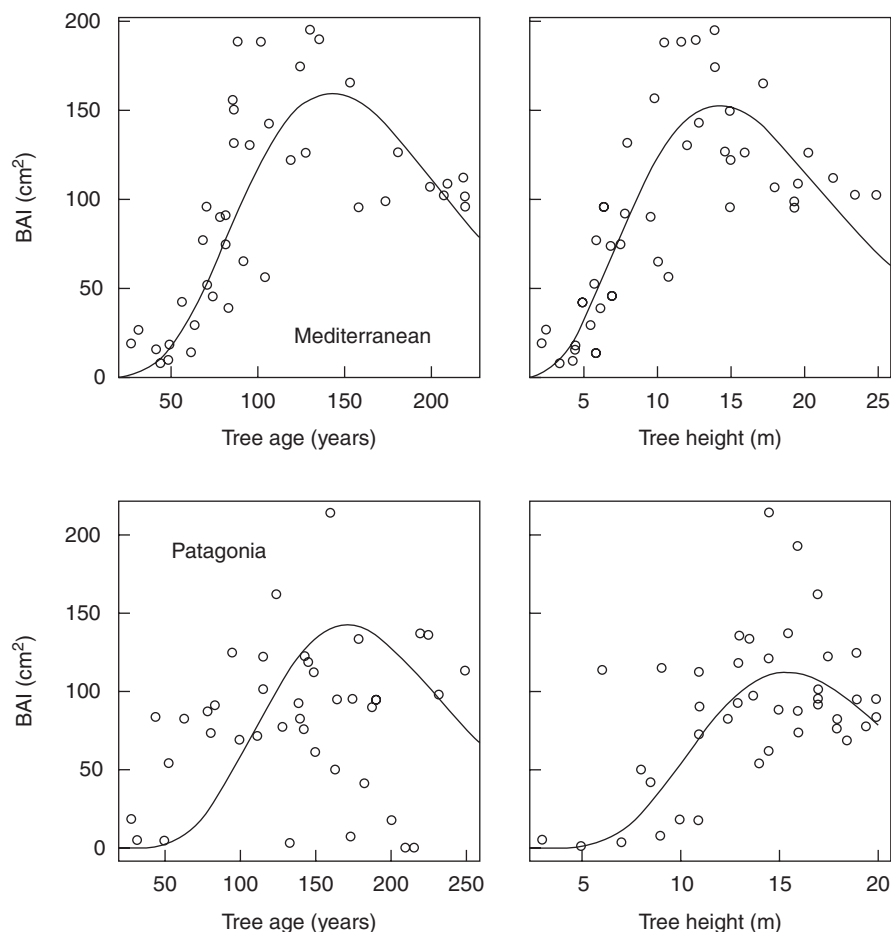 200
150
100
50
0
BAI (cm²)
Mediterranean
50 100 150 200
Tree age (years)
5 10 15 20 25
Tree height (m)
200
150
100
50
0
BAI (cm²)
Patagonia
50 100 150 200 250
Tree age (years)
5 10 15 20
Tree height (m)